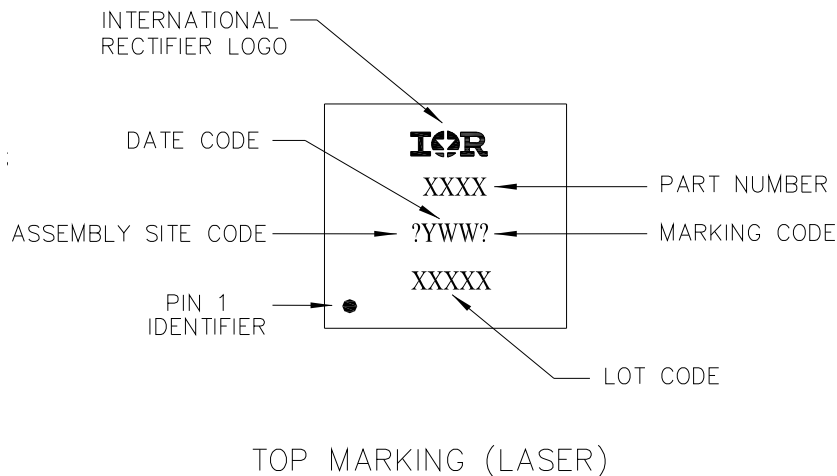 INTERNATIONAL
RECTIFIER LOGO
IOR
DATE CODE
XXXX
PART NUMBER
ASSEMBLY SITE CODE
?YWW?
MARKING CODE
XXXXX
PIN 1
IDENTIFIER
LOT CODE
TOP MARKING (LASER)